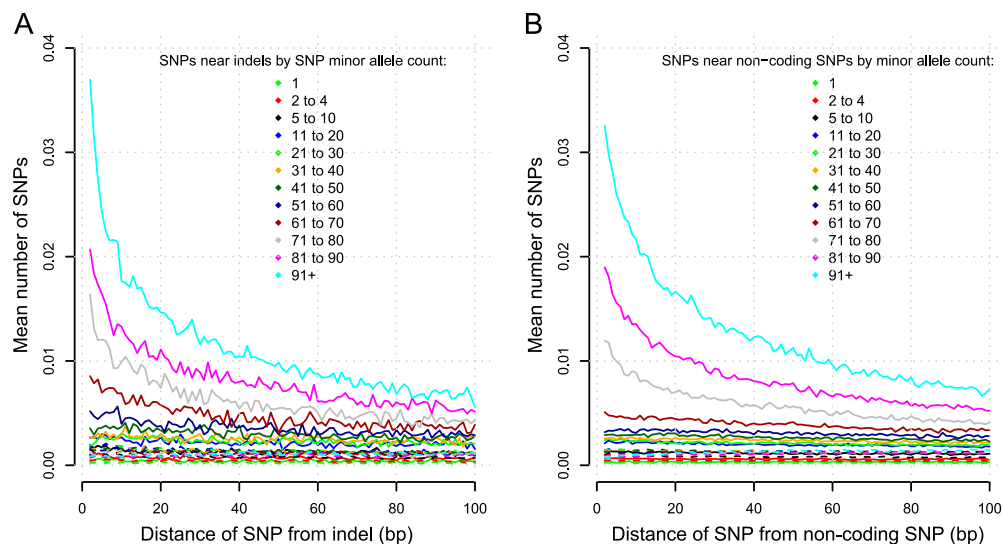 A
SNPs near indels by SNP minor allele count:
1
2 to 4
5 to 10
11 to 20
21 to 30
31 to 40
41 to 50
51 to 60
61 to 70
71 to 80
81 to 90
91+
Mean number of SNPs
0.04
0.03
0.02
0.01
0.00
0
20
40
60
80
100
Distance of SNP from indel (bp)
B
SNPs near non−coding SNPs by minor allele count:
1
2 to 4
5 to 10
11 to 20
21 to 30
31 to 40
41 to 50
51 to 60
61 to 70
71 to 80
81 to 90
91+
Mean number of SNPs
0.04
0.03
0.02
0.01
0.00
0
20
40
60
80
100
Distance of SNP from non−coding SNP (bp)